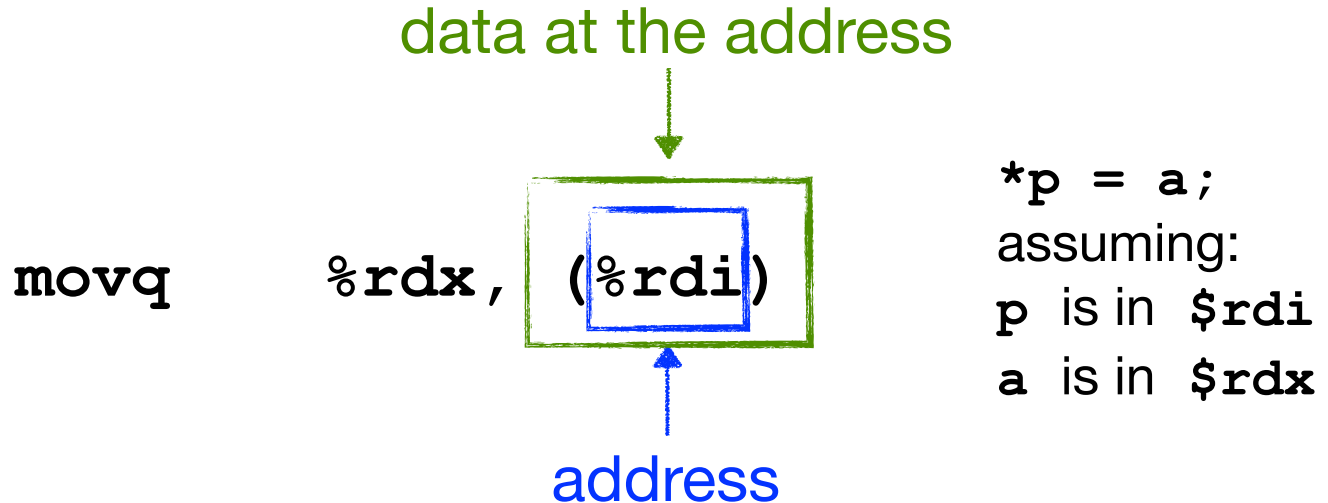 data at the address
movq %rdx, (%rdi)
*p = a;
assuming:
p is in $rdi
a is in $rdx
address